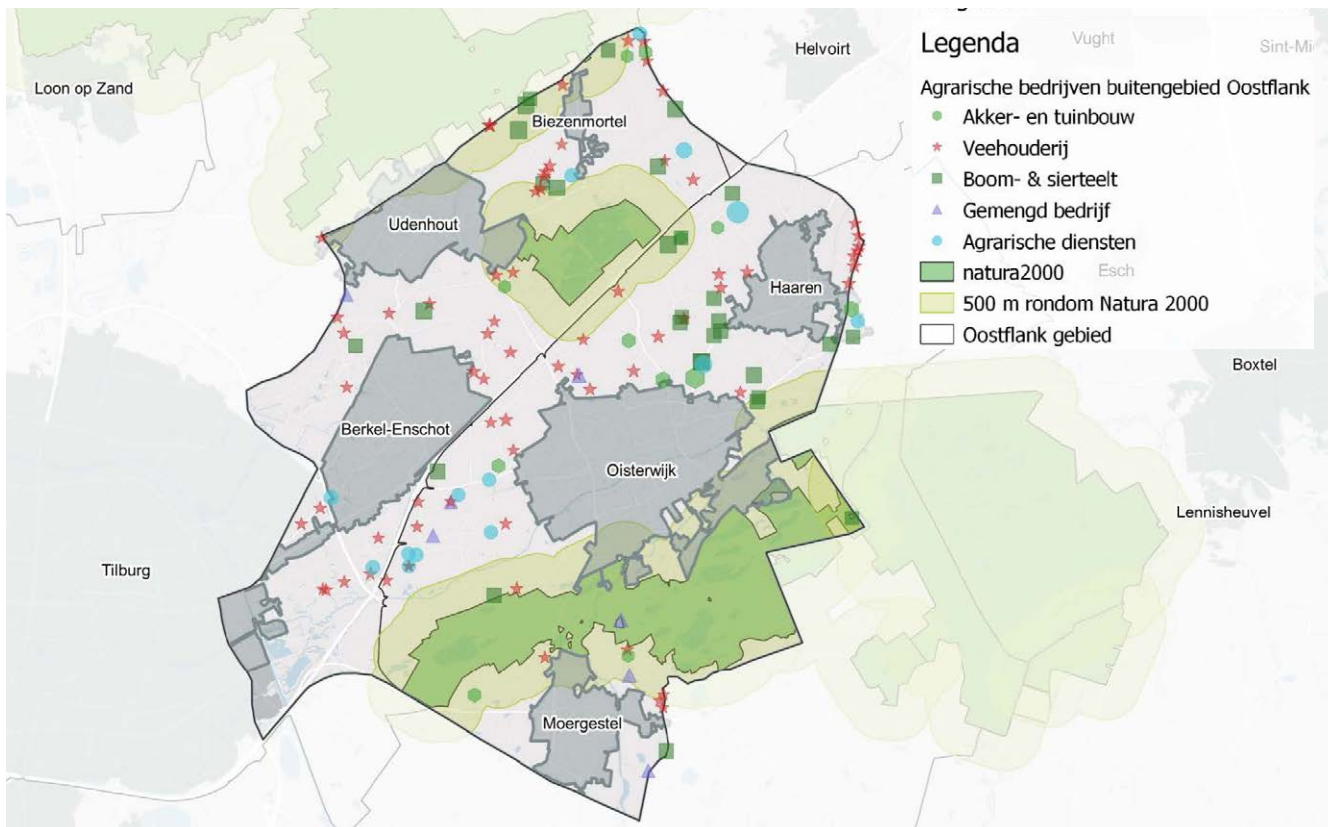 Legenda
Agrarische bedrijven buitengebied Oostflank
Akker- en tuinbouw
Veehouderij
Boom- & sierteelt
Gemengd bedrijf
Agrarische diensten
natura2000
500 m rondom Natura 2000
Oostflank gebied
Vught
Sint-Mi
Helvoirt
Loon op Zand
Biezenmortel
Udenhout
Esch
Haaren
Boxtel
Berkel-Enschot
Oisterwijk
Lennisheuvel
Tilburg
Moergestel